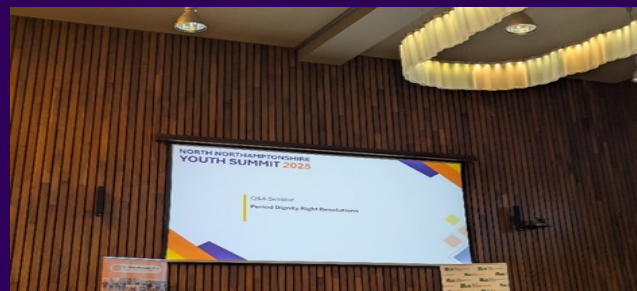 NORTH NORTHAMPTONSHIRE
YOUTH SUMMIT 2025
Q&A Session
Period Dignity Right Resolutions